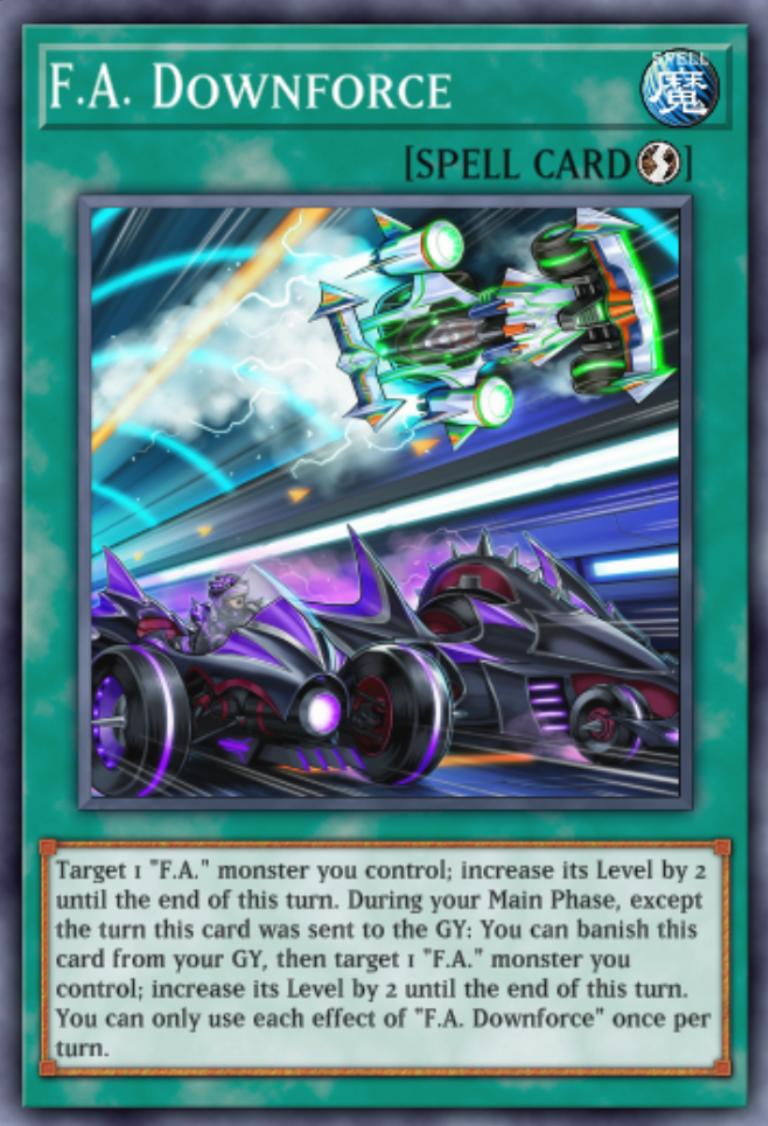 F.A. Downforce
SPELL
魔
[SPELL CARD]
Target 1 "F.A." monster you control; increase its Level by 2
until the end of this turn. During your Main Phase, except
the turn this card was sent to the GY: You can banish this
card from your GY, then target 1 "F.A." monster you
control; increase its Level by 2 until the end of this turn.
You can only use each effect of "F.A. Downforce" once per
turn.